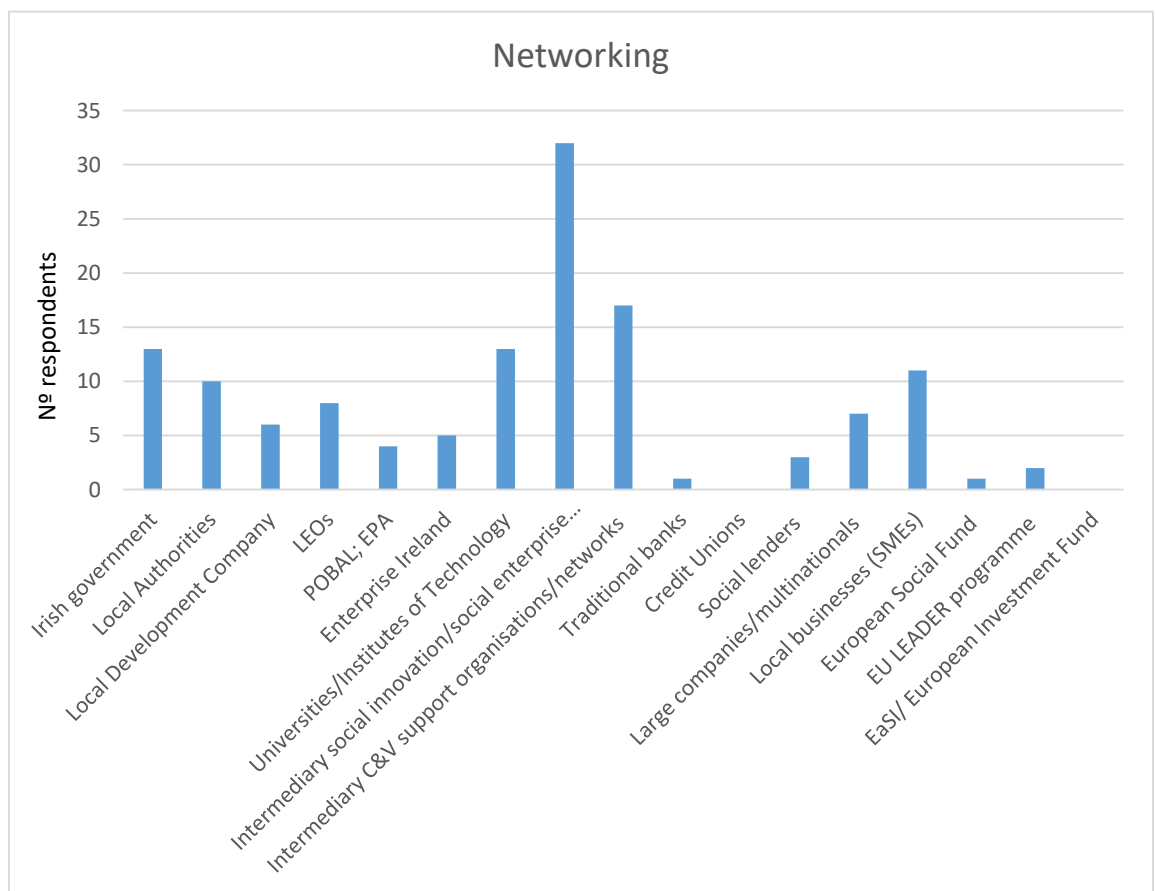 Networking
Nº respondents
35
30
25
20
15
10
5
0
Irish government
Local Authorities
Local Development Company
LEOs
POBAL; EPA
Enterprise Ireland
Universities/Institutes of Technology
Intermediary social innovation/social enterprise...
Intermediary C&V support organisations/networks
Traditional banks
Credit Unions
Social lenders
Large companies/multinationals
Local businesses (SMEs)
European Social Fund
EU LEADER programme
EaSI/ European Investment Fund